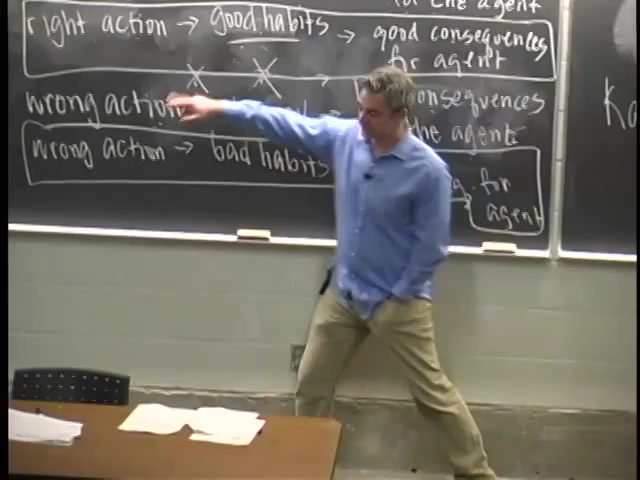 for the agent
right action → good habits → good consequences
for agent
wrong action consequences
the agent
wrong action → bad habits
for
agent